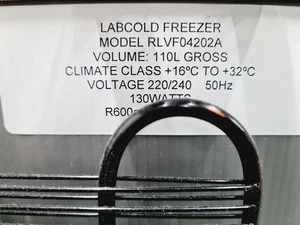 LABCOLD FREEZER
MODEL RLVF04202A
VOLUME: 110L GROSS
CLIMATE CLASS +16ºC TO +32ºC
VOLTAGE 220/240 50Hz
130WATTS